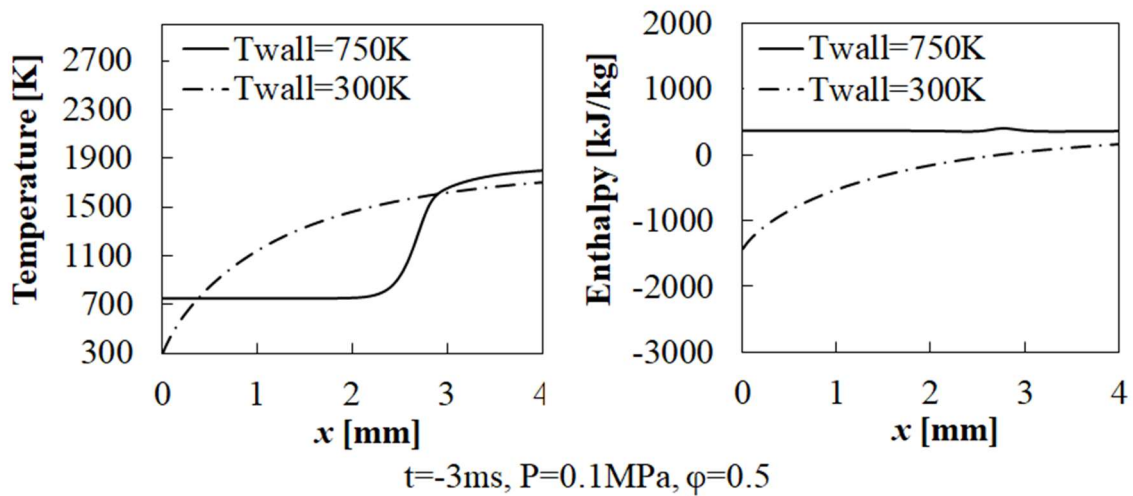 Temperature [K]
2700
2300
1900
1500
1100
700
300
Twall=750K
Twall=300K
0 1 2 3 4
x [mm]
Enthalpy [kJ/kg]
2000
1000
0
-1000
-2000
-3000
Twall=750K
Twall=300K
0 1 2 3 4
x [mm]
t=-3ms, P=0.1MPa, φ=0.5